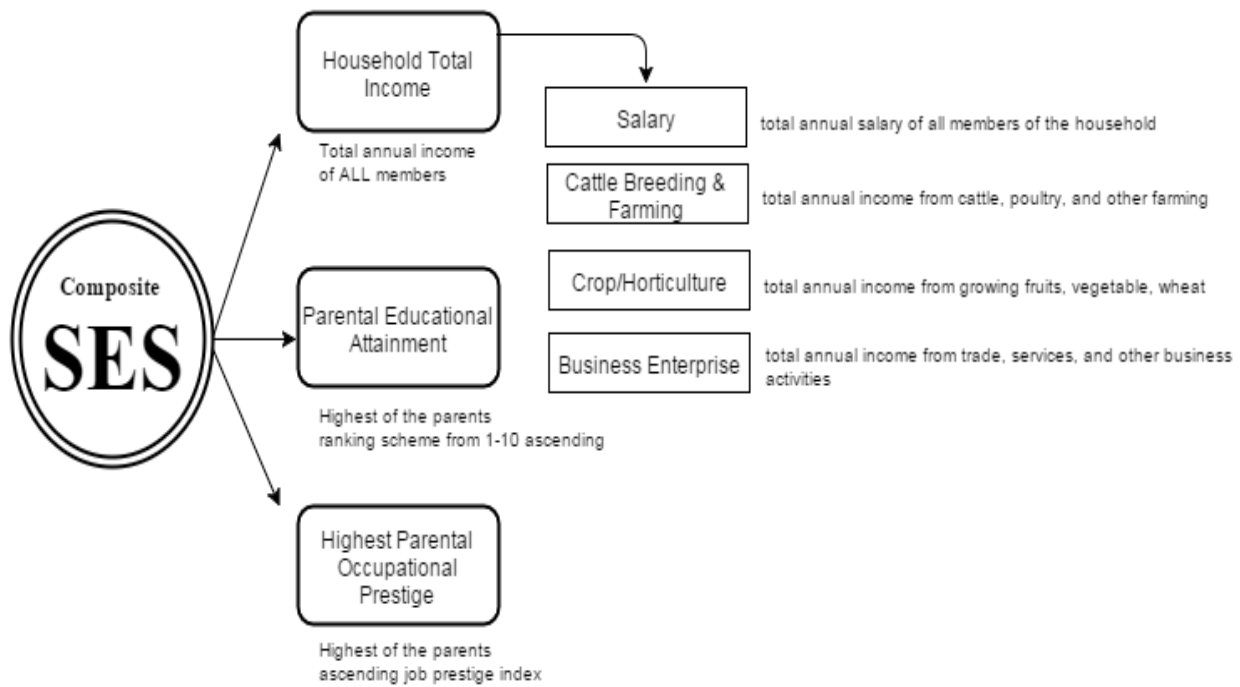 Household Total
Income
Total annual income
of ALL members
Salary
total annual salary of all members of the household
Cattle Breeding &
Farming
total annual income from cattle, poultry, and other farming
Composite
SES
Parental Educational
Attainment
Highest of the parents
ranking scheme from 1-10 ascending
Crop/Horticulture
total annual income from growing fruits, vegetable, wheat
Business Enterprise
total annual income from trade, services, and other business
activities
Highest Parental
Occupational
Prestige
Highest of the parents
ascending job prestige index